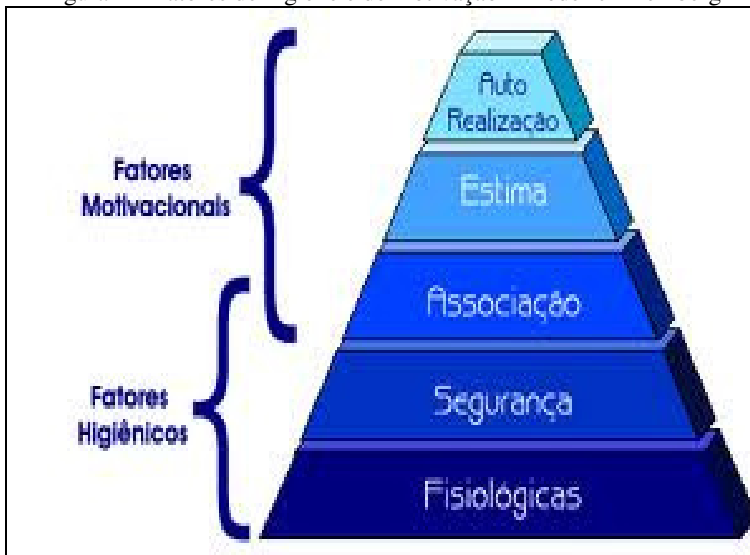 Auto
Realização
Estima
Associação
Segurança
Fisiológicas
Fatores
Motivacionais
Fatores
Higiênicos